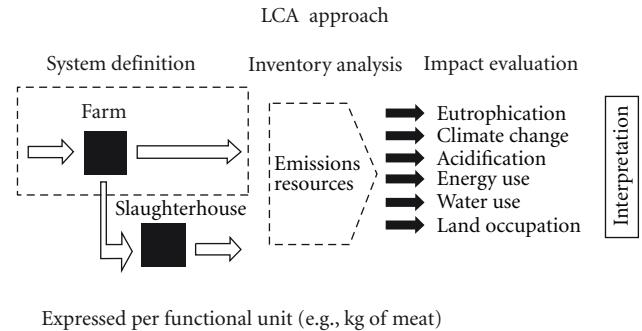 LCA approach
System definition
Inventory analysis
Impact evaluation
Farm
Slaughterhouse
Emissions
resources
Eutrophication
Climate change
Acidification
Energy use
Water use
Land occupation
Interpretation
Expressed per functional unit (e.g., kg of meat)